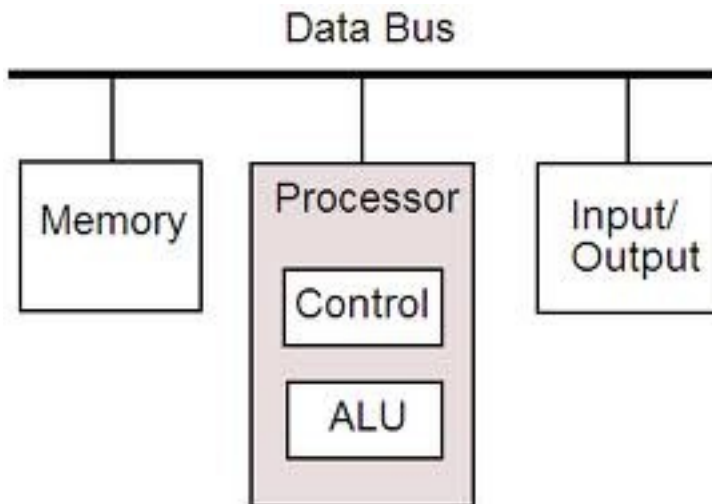 Data Bus
Memory
Processor
Control
ALU
Input/
Output